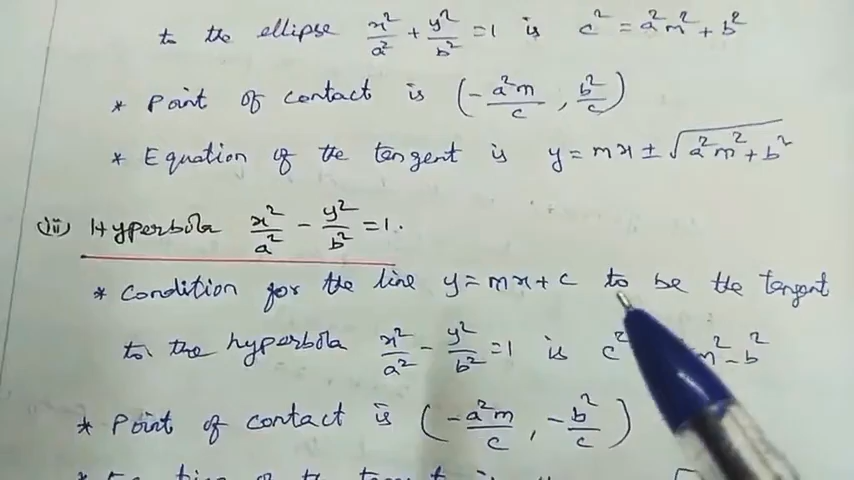 to the ellipse x²/a² + y²/b² = 1 is c² = a²m² + b²
* Point of contact is (-a²m/c, b²/c)
* Equation of the tangent is y = mx ± √(a²m² + b²)
(iii) Hyperbola x²/a² - y²/b² = 1.
* Condition for the line y = mx + c to be the tangent
to the hyperbola x²/a² - y²/b² = 1 is c² m² - b²
* Point of contact is (-a²m/c, -b²/c)